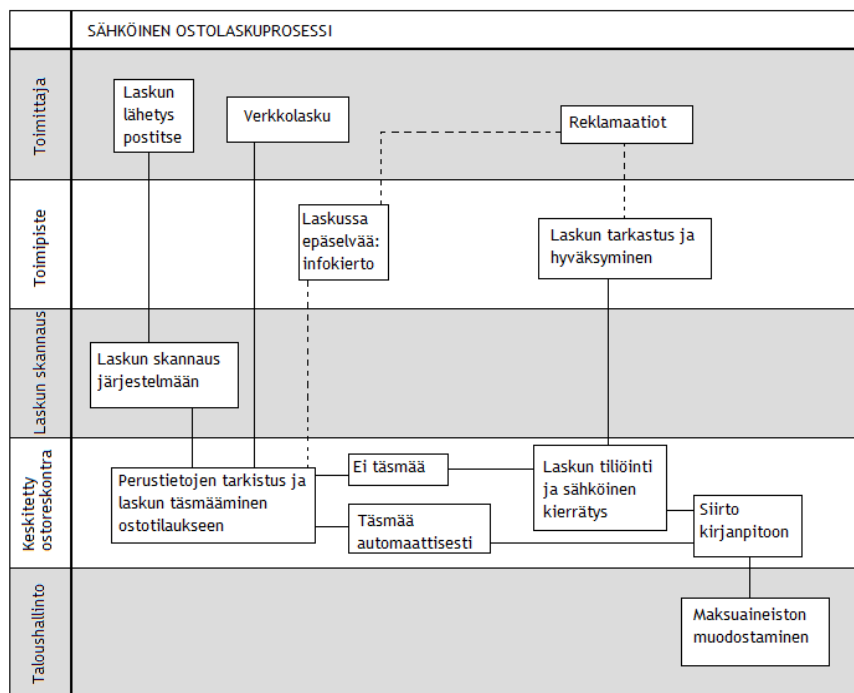 SÄHKÖINEN OSTOLASKUPROSESSI
Toimittaja
Laskun
lähetys
postitse
Verkkolasku
Reklamaatiot
Toimipiste
Laskussa
epäselvää:
infokierto
Laskun tarkastus ja
hyväksyminen
Laskun skannaus
Laskun skannaus
järjestelmään
Keskitetty
ostoreskontra
Perustietojen tarkistus ja
laskun täsmääminen
ostotilaukseen
Ei täsmää
Täsmää
automaattisesti
Laskun tiliöinti
ja sähköinen
kierrätys
Siirto
kirjanpitoon
Taloushallinto
Maksuaineiston
muodostaminen